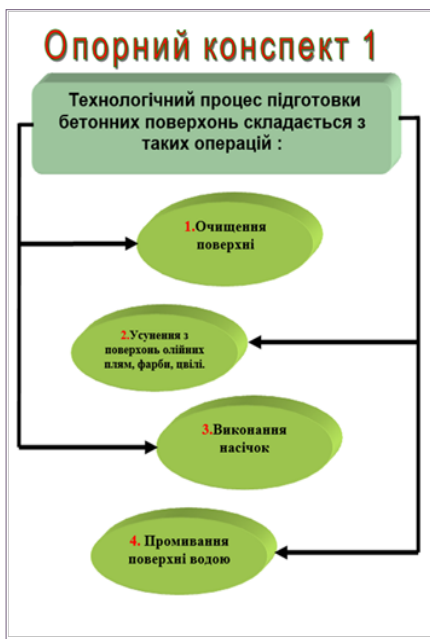 Опорний конспект 1
Технологічний процес підготовки
бетонних поверхонь складається з
таких операцій :
1.Очищення
поверхні
2.Усунення з
поверхонь олійних
плям, фарби, цвілі.
3.Виконання
насічок
4. Промивання
поверхні водою